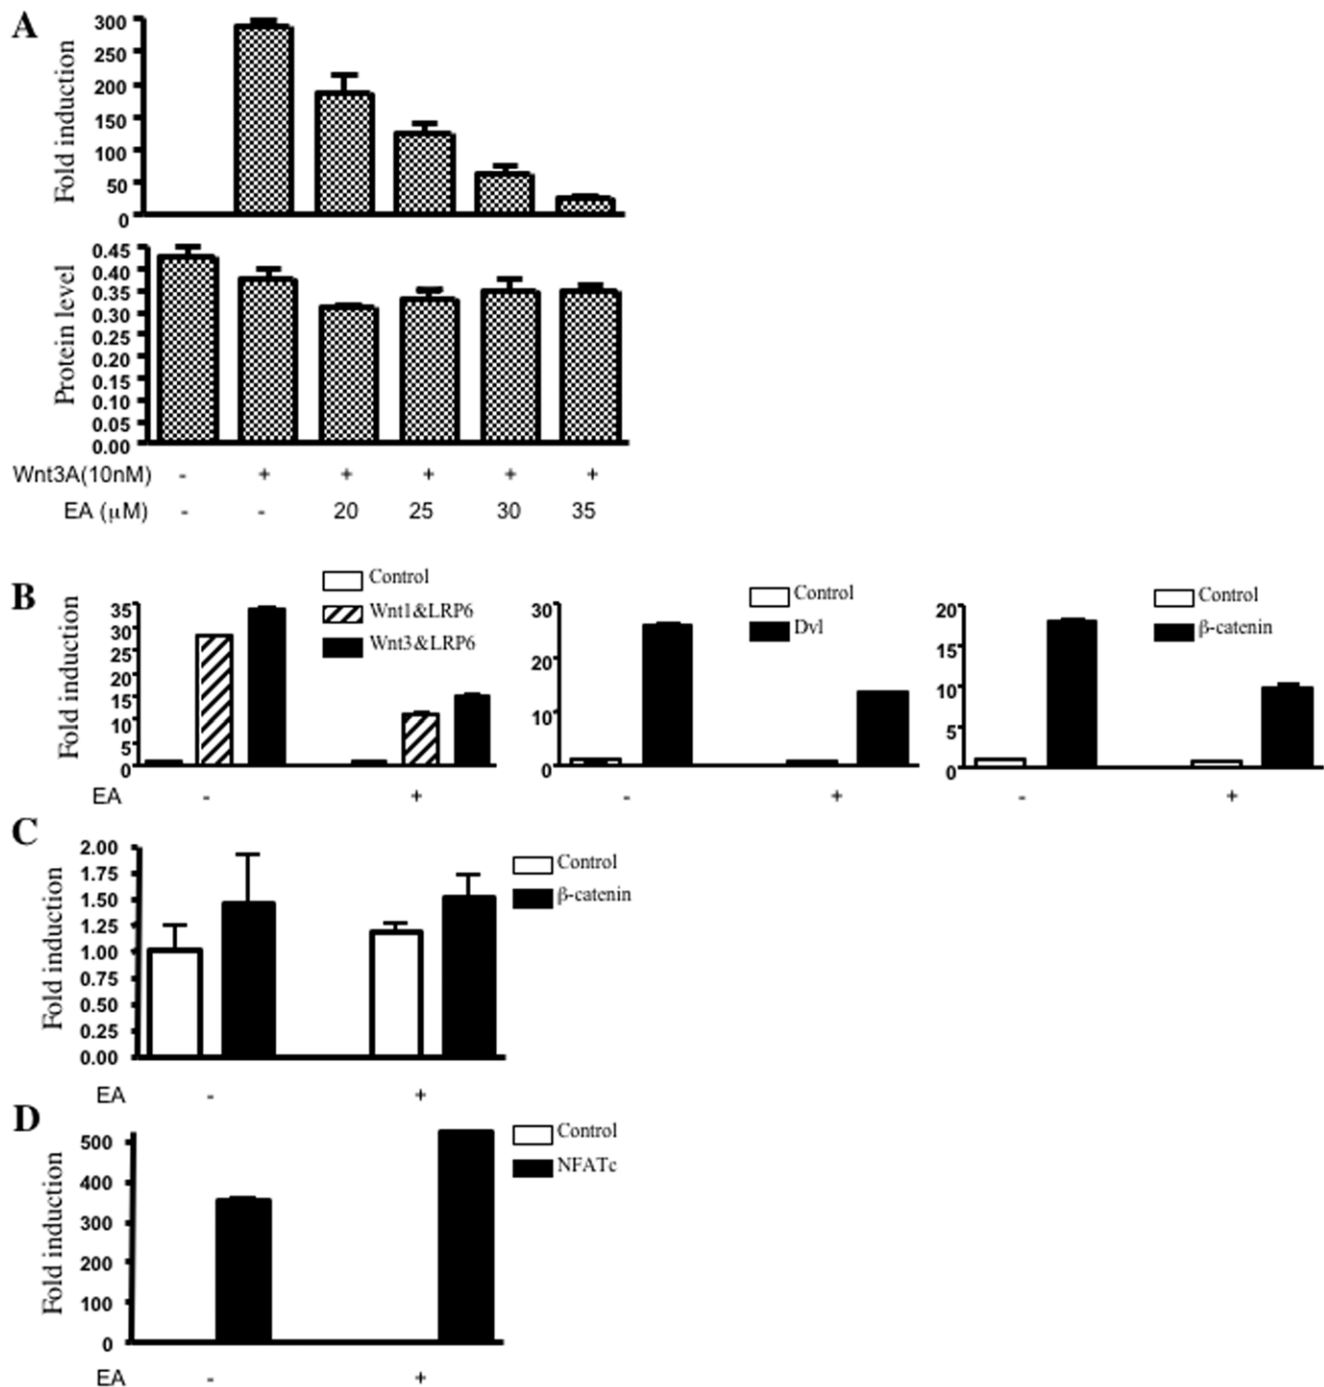 A
Fold induction
300
250
200
150
100
50
0
Protein level
0.45
0.40
0.35
0.30
0.25
0.20
0.15
0.10
0.05
0.00
Wnt3A(10nM) - + + + + +
EA (μM) - - 20 25 30 35
B
Fold induction
35
30
25
20
15
10
5
0
Control
Wnt1&LRP6
Wnt3&LRP6
30
20
10
0
Control
Dvl
20
15
10
5
0
Control
β-catenin
EA - + - + - +
C
Fold induction
2.00
1.75
1.50
1.25
1.00
0.75
0.50
0.25
0.00
Control
β-catenin
EA - +
D
Fold induction
500
400
300
200
100
0
Control
NFATc
EA - +